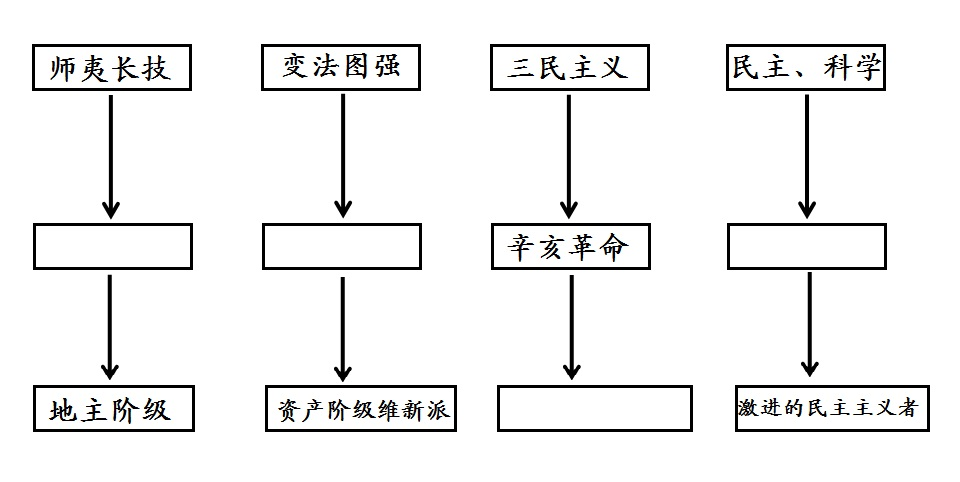 师夷长技
变法图强
三民主义
民主、科学
辛亥革命
地主阶级
资产阶级维新派
激进的民主主义者